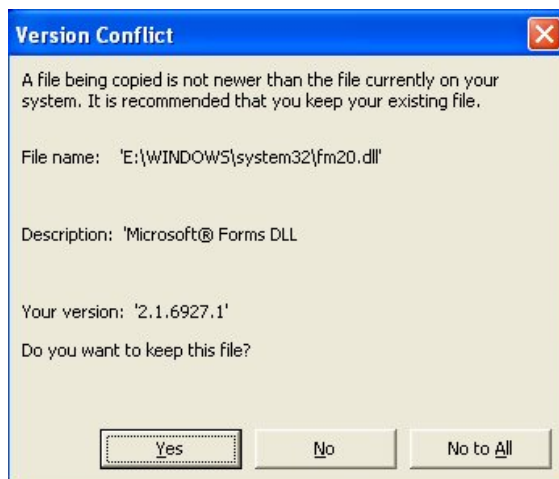 Version Conflict
A file being copied is not newer than the file currently on your
system. It is recommended that you keep your existing file.
File name: 'E:\WINDOWS\system32\fm20.dll'
Description: 'Microsoft® Forms DLL
Your version: '2.1.6927.1'
Do you want to keep this file?
Yes No No to All